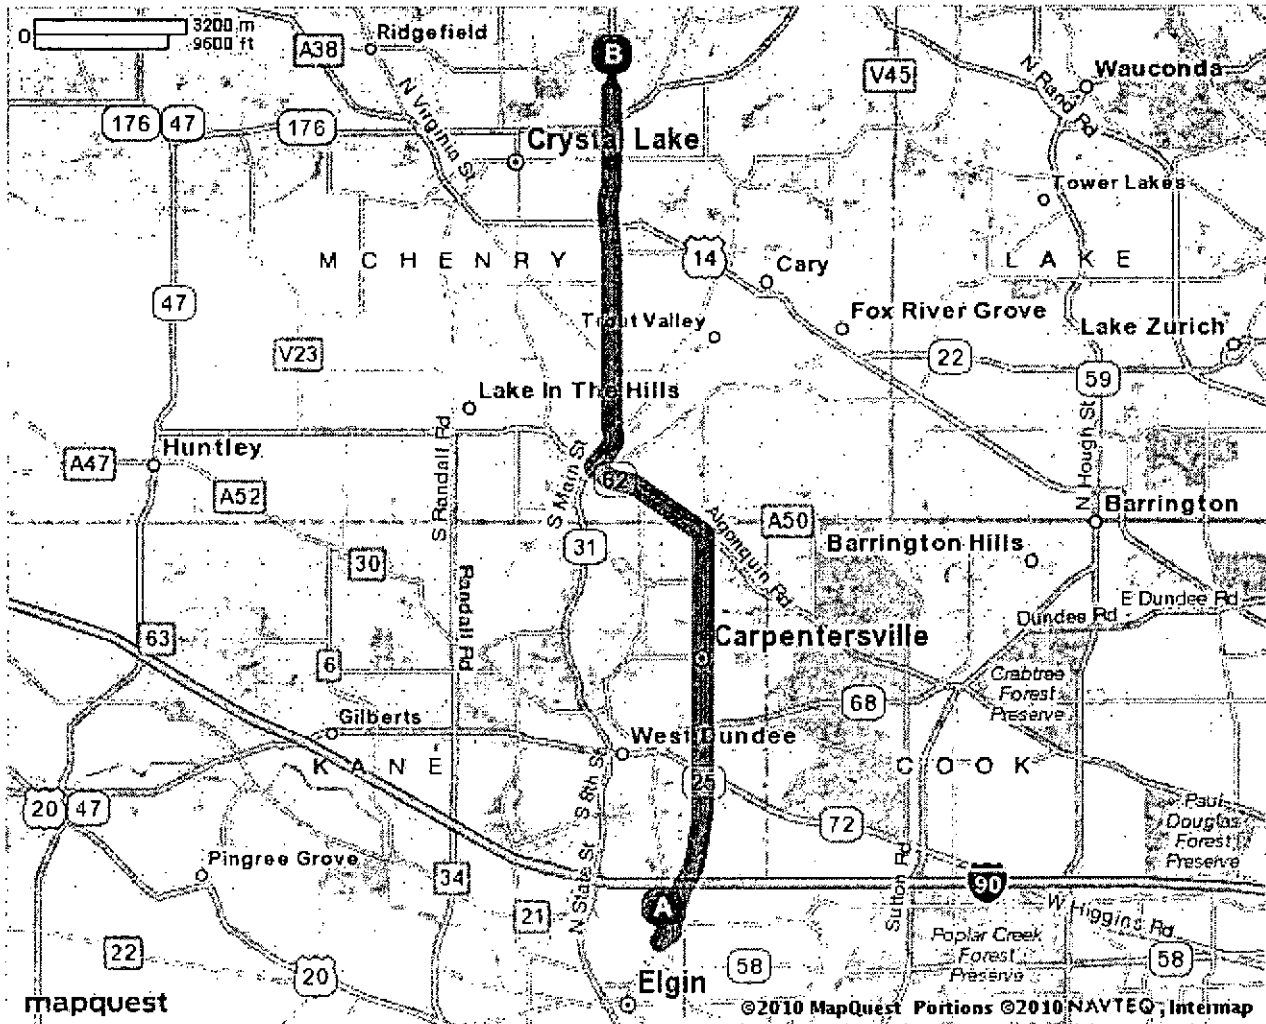 0
3200 m
9600 ft
A38
Ridgefield
B
V45
N Rand Rd
Wauconda
176
47
176
N Virginia St
Crystal Lake
Tower Lakes
MCHENRY
14
Cary
LAKE
47
Trout Valley
Fox River Grove
Lake Zurich
V23
22
59
Lake In The Hills
S Randall Rd
N Hough St
Huntley
A47
A52
S Main St
62
Barrington
Algonquin Rd
A50
31
Barrington Hills
30
Randall Rd
E Dundee Rd
Dundee Rd
63
6
Carpentersville
Crabtree
Forest
Preserve
68
Gilberts
West Dundee
KANE
COOK
25
S 8th St
20
47
72
Paul
Douglas
Forest
Preserve
Pingree Grove
34
N State St
Sutton Rd
90
A
21
W Higgins Rd
22
20
58
Poplar Creek
Forest
Preserve
58
Elgin
mapquest
©2010 MapQuest Portions ©2010 NAVTEQ, Intermap